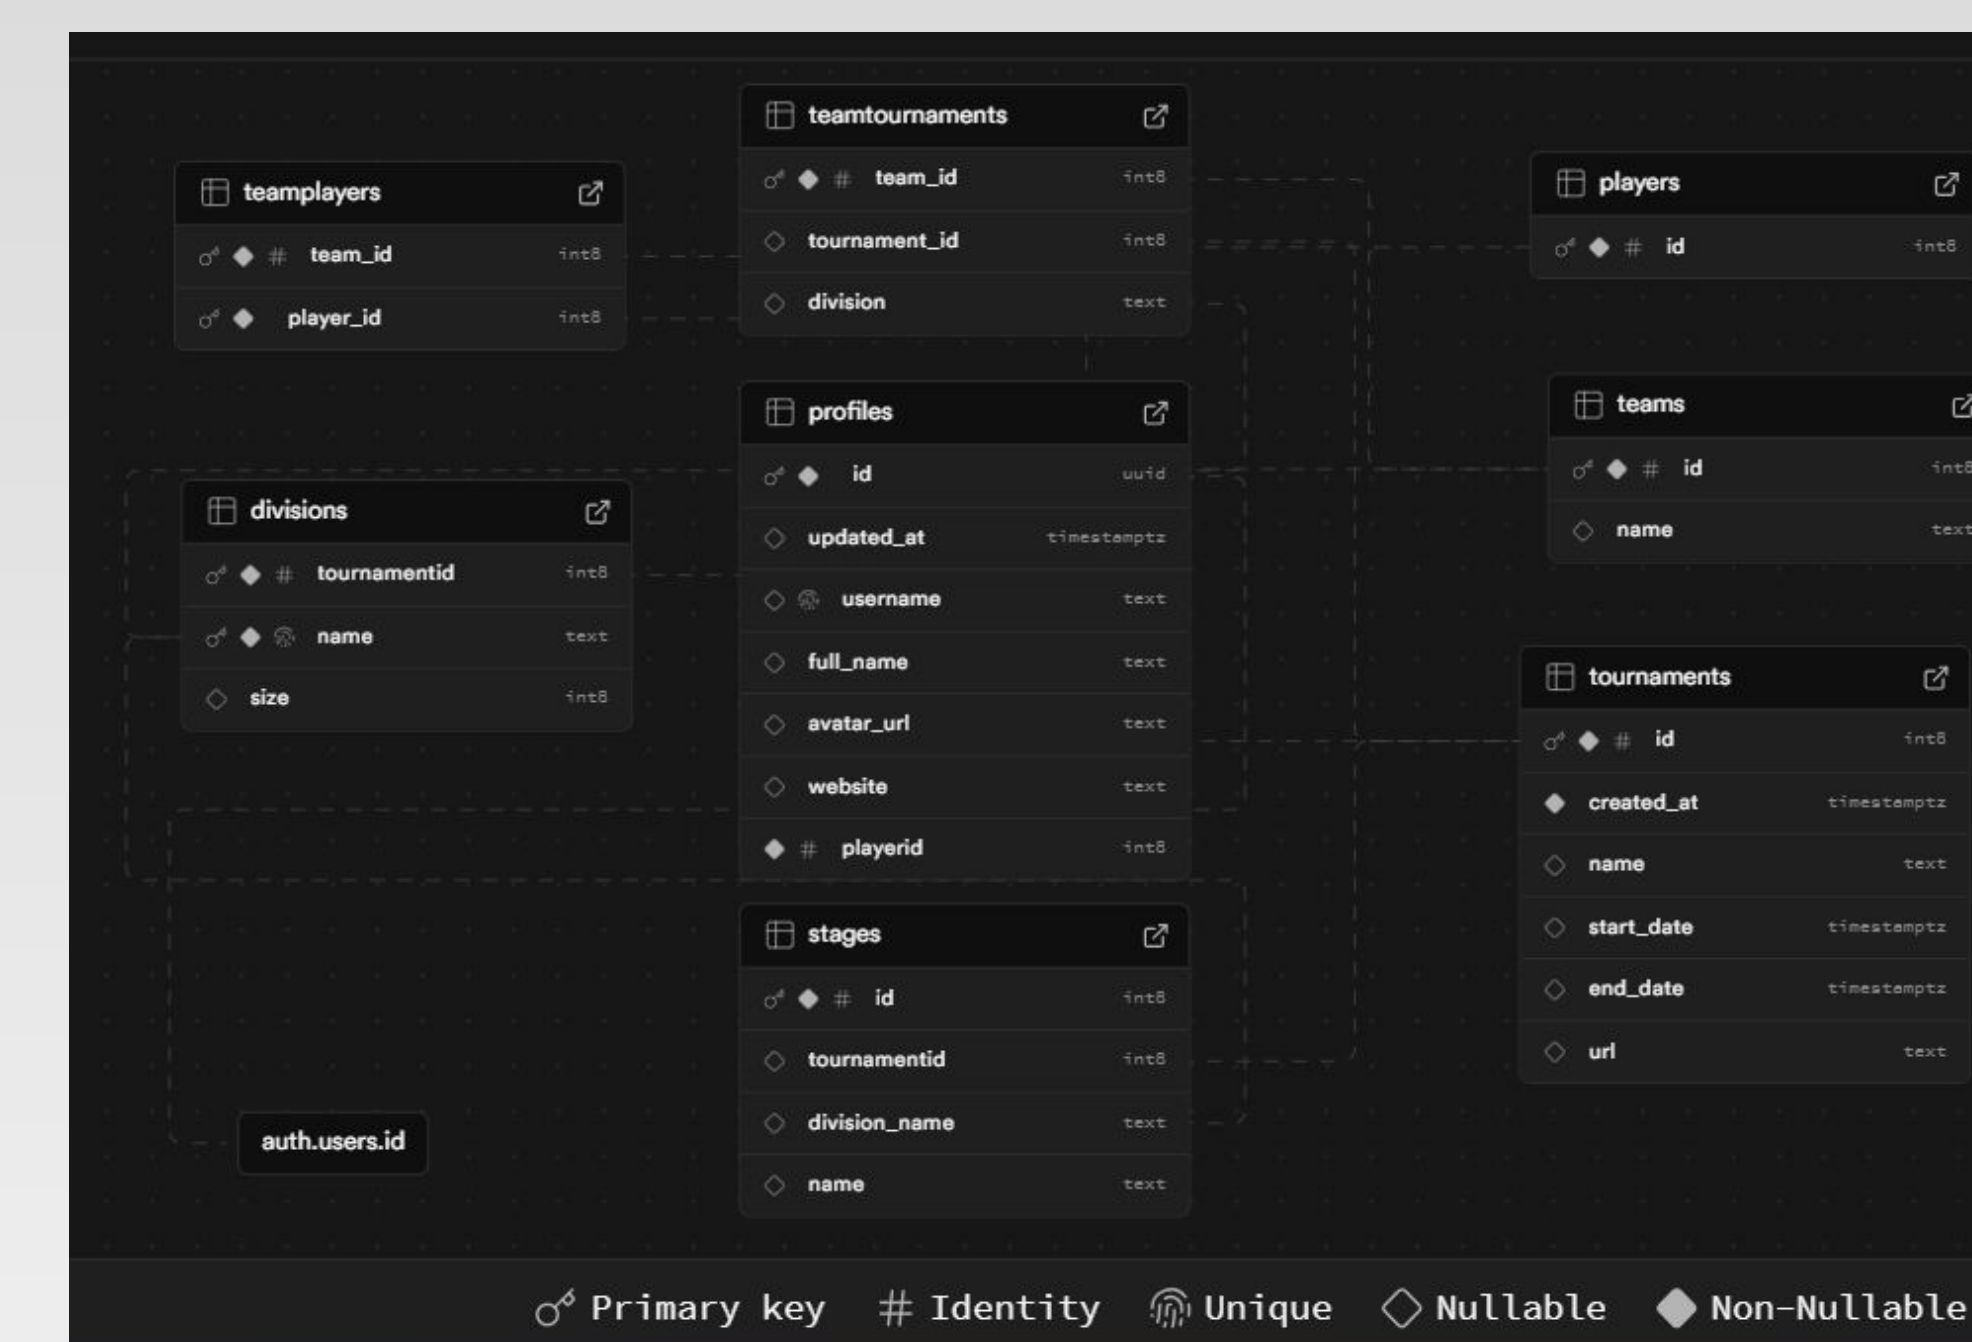 teamplayers
team_id int8
player_id int8
divisions
tournamentid int8
name text
size int8
auth.users.id
teamtournaments
team_id int8
tournament_id int8
division text
profiles
id uuid
updated_at timestamptz
username text
full_name text
avatar_url text
website text
playerid int8
stages
id int8
tournamentid int8
division_name text
name text
players
id int8
teams
id int8
name text
tournaments
id int8
created_at timestamptz
name text
start_date timestamptz
end_date timestamptz
url text
Primary key # Identity Unique Nullable Non-Nullable